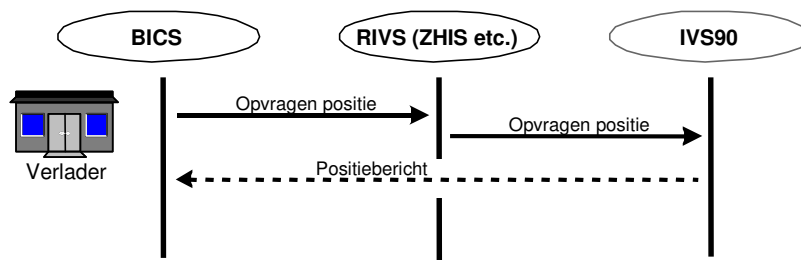 BICS
RIVS (ZHIS etc.)
IVS90
Opvragen positie
Opvragen positie
Positiebericht
Verlader